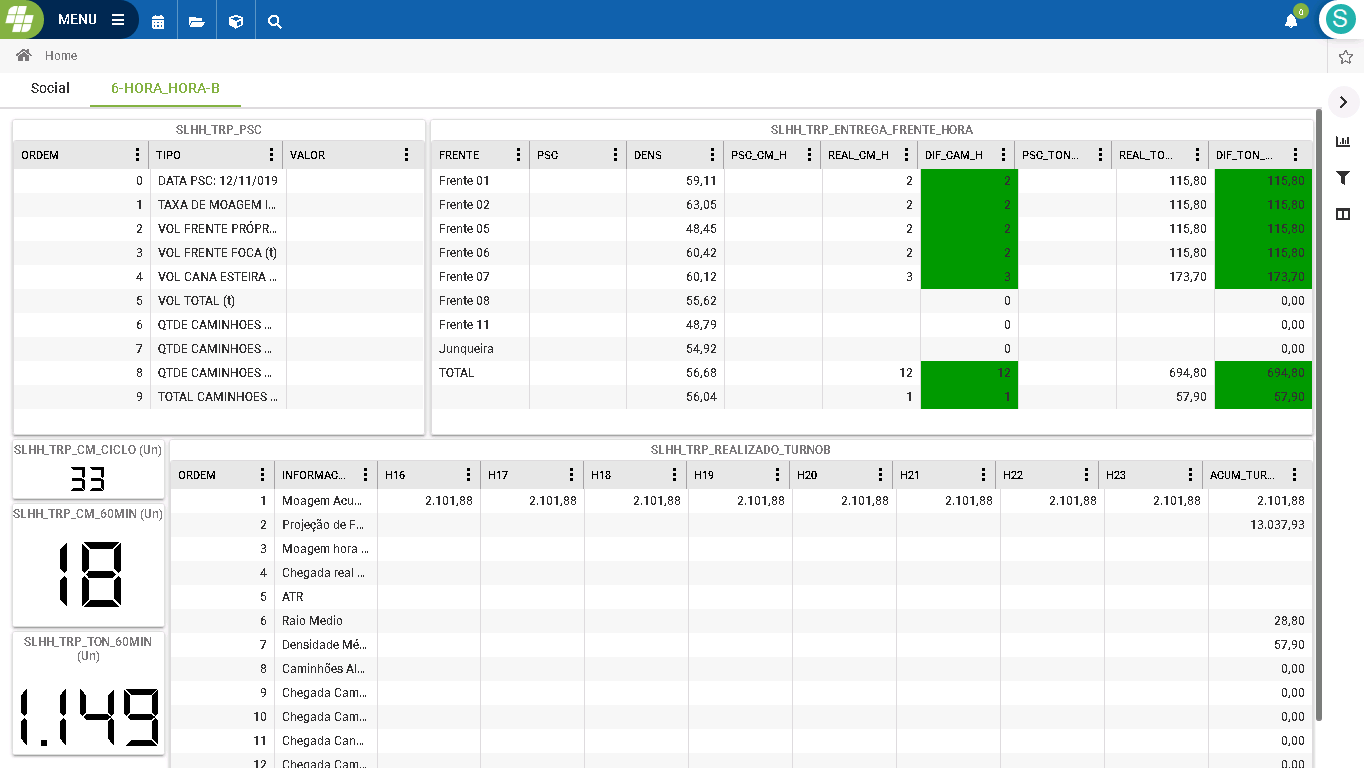 MENU
0
S
Home
Social 6-HORA_HORA-B
SLHH_TRP_PSC
ORDEM TIPO VALOR
0 DATA PSC: 12/11/019
1 TAXA DE MOAGEM I...
2 VOL FRENTE PRÓPR...
3 VOL FRENTE FOCA (t)
4 VOL CANA ESTEIRA ...
5 VOL TOTAL (t)
6 QTDE CAMINHOES ...
7 QTDE CAMINHOES ...
8 QTDE CAMINHOES ...
9 TOTAL CAMINHOES ...
SLHH_TRP_ENTREGA_FRENTE_HORA
FRENTE PSC DENS PSC_CM_H REAL_CM_H DIF_CAM_H PSC_TON... REAL_TO... DIF_TON_...
Frente 01 59,11 2 2 115,80 115,80
Frente 02 63,05 2 2 115,80 115,80
Frente 05 48,45 2 2 115,80 115,80
Frente 06 60,42 2 2 115,80 115,80
Frente 07 60,12 3 3 173,70 173,70
Frente 08 55,62 0 0,00
Frente 11 48,79 0 0,00
Junqueira 54,92 0 0,00
TOTAL 56,68 12 12 694,80 694,80
56,04 1 1 57,90 57,90
SLHH_TRP_CM_CICLO (Un)
33
SLHH_TRP_CM_60MIN (Un)
18
SLHH_TRP_TON_60MIN
(Un)
1.149
SLHH_TRP_REALIZADO_TURNOB
ORDEM INFORMAC... H16 H17 H18 H19 H20 H21 H22 H23 ACUM_TUR...
1 Moagem Acu... 2.101,88 2.101,88 2.101,88 2.101,88 2.101,88 2.101,88 2.101,88 2.101,88 2.101,88
2 Projeção de F... 13.037,93
3 Moagem hora ...
4 Chegada real ...
5 ATR
6 Raio Medio 28,80
7 Densidade Mé... 57,90
8 Caminhões Al... 0,00
9 Chegada Cam... 0,00
10 Chegada Cam... 0,00
11 Chegada Can... 0,00
12 Chegada Cam... 0,00